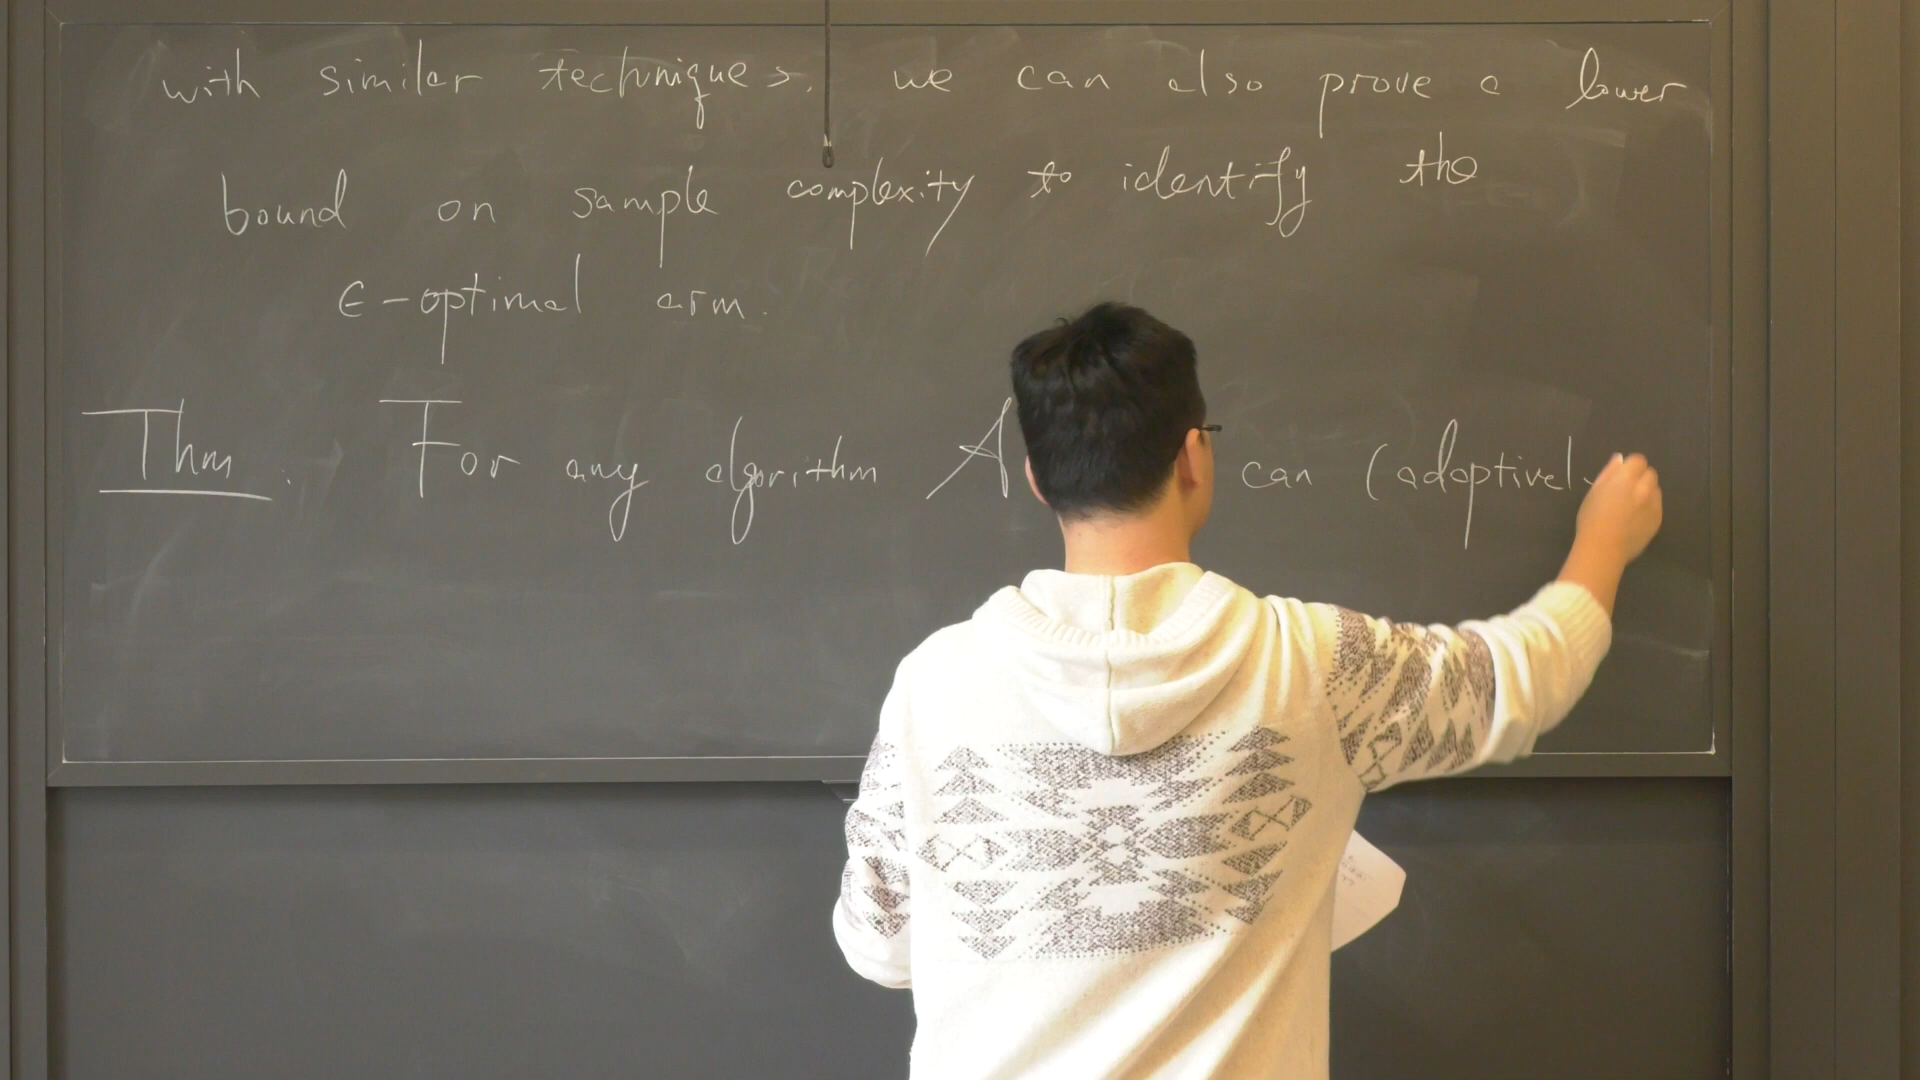 with similar techniques, we can also prove a lower
bound on sample complexity to identify the
ϵ-optimal arm.
Thm. For any algorithm A can (adaptively